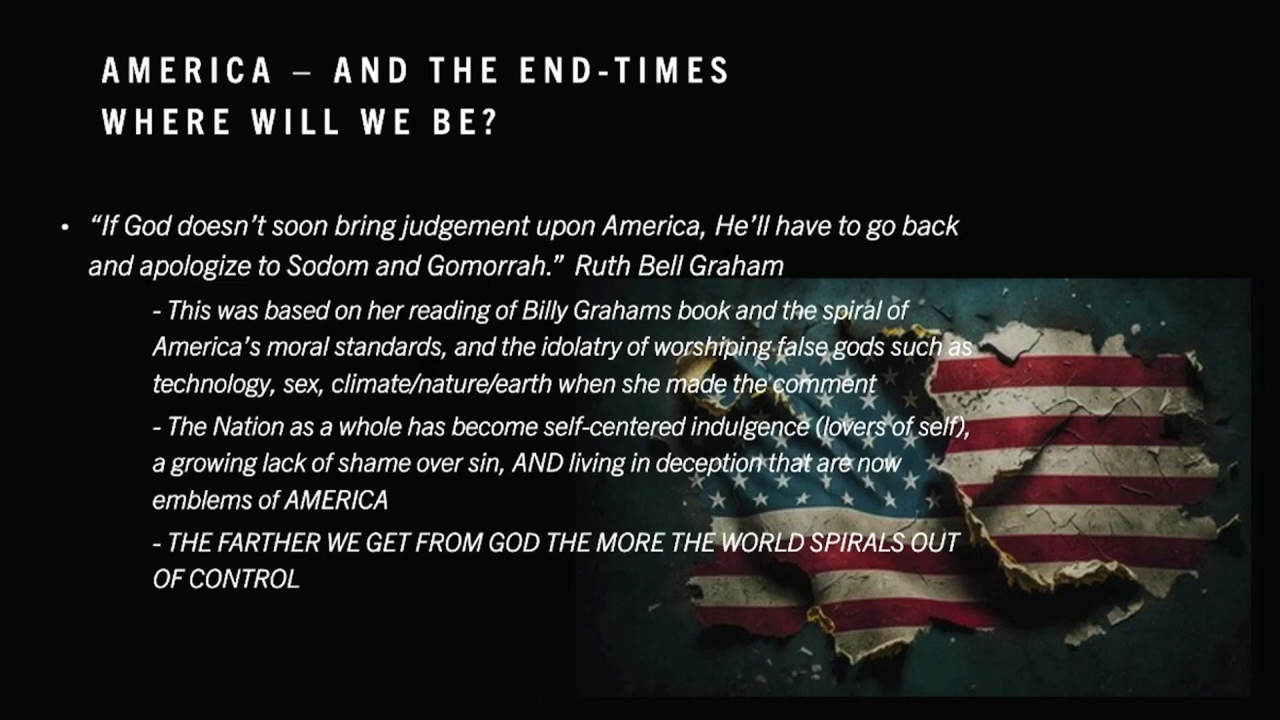 AMERICA – AND THE END-TIMES
WHERE WILL WE BE?
• “If God doesn’t soon bring judgement upon America, He’ll have to go back
and apologize to Sodom and Gomorrah.” Ruth Bell Graham
- This was based on her reading of Billy Grahams book and the spiral of
America’s moral standards, and the idolatry of worshiping false gods such as
technology, sex, climate/nature/earth when she made the comment
- The Nation as a whole has become self-centered indulgence (lovers of self),
a growing lack of shame over sin, AND living in deception that are now
emblems of AMERICA
- THE FARTHER WE GET FROM GOD THE MORE THE WORLD SPIRALS OUT
OF CONTROL